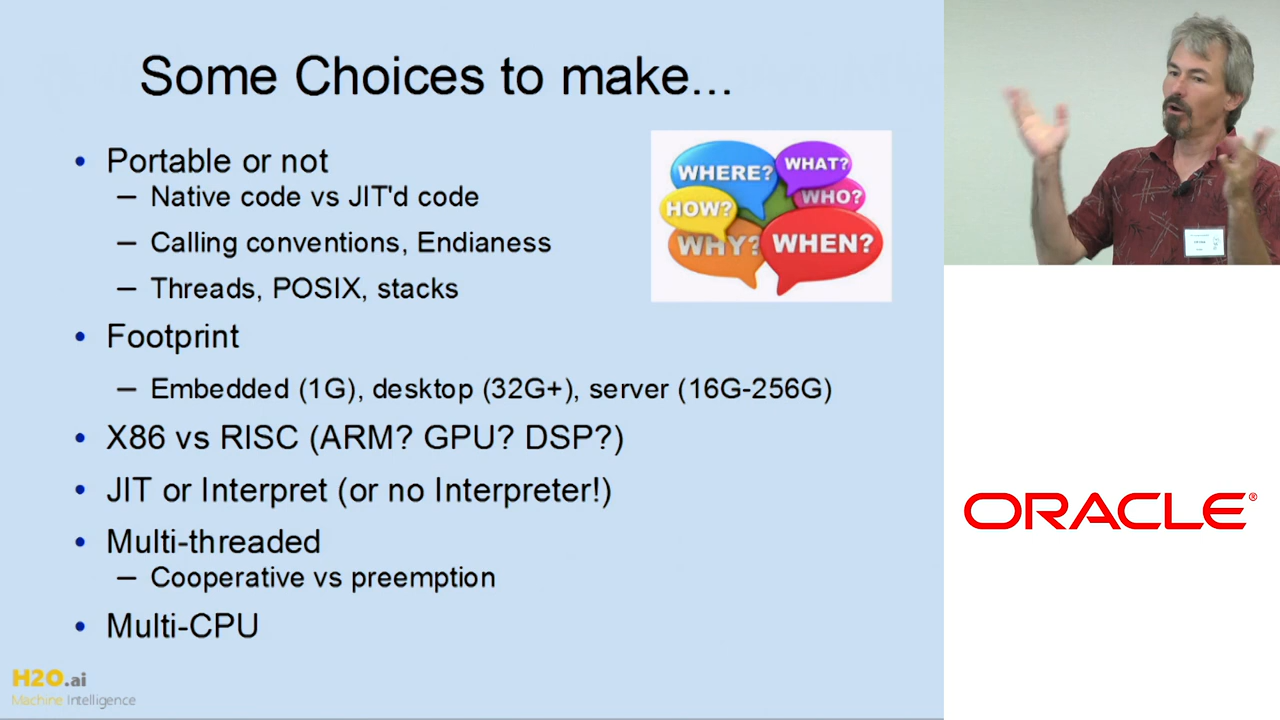 Some Choices to make...
• Portable or not
– Native code vs JIT'd code
– Calling conventions, Endianess
– Threads, POSIX, stacks
• Footprint
– Embedded (1G), desktop (32G+), server (16G-256G)
• X86 vs RISC (ARM? GPU? DSP?)
• JIT or Interpret (or no Interpreter!)
• Multi-threaded
– Cooperative vs preemption
• Multi-CPU
WHERE?
WHAT?
HOW?
WHO?
WHY?
WHEN?
H2O.ai
Machine Intelligence
ORACLE®